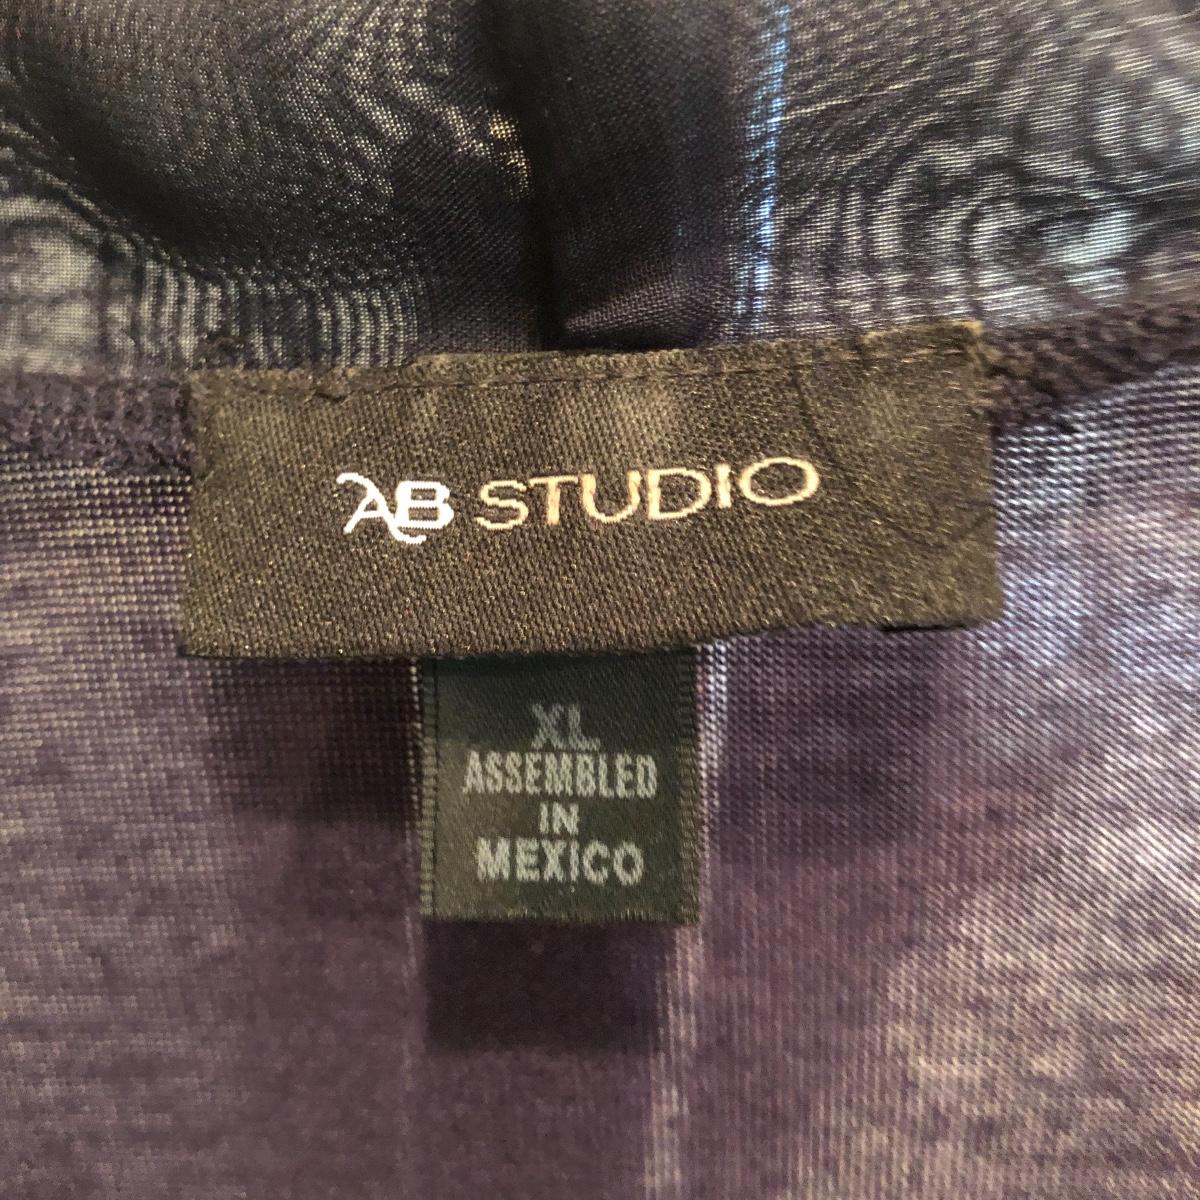 AB STUDIO
XL
ASSEMBLED
IN
MEXICO